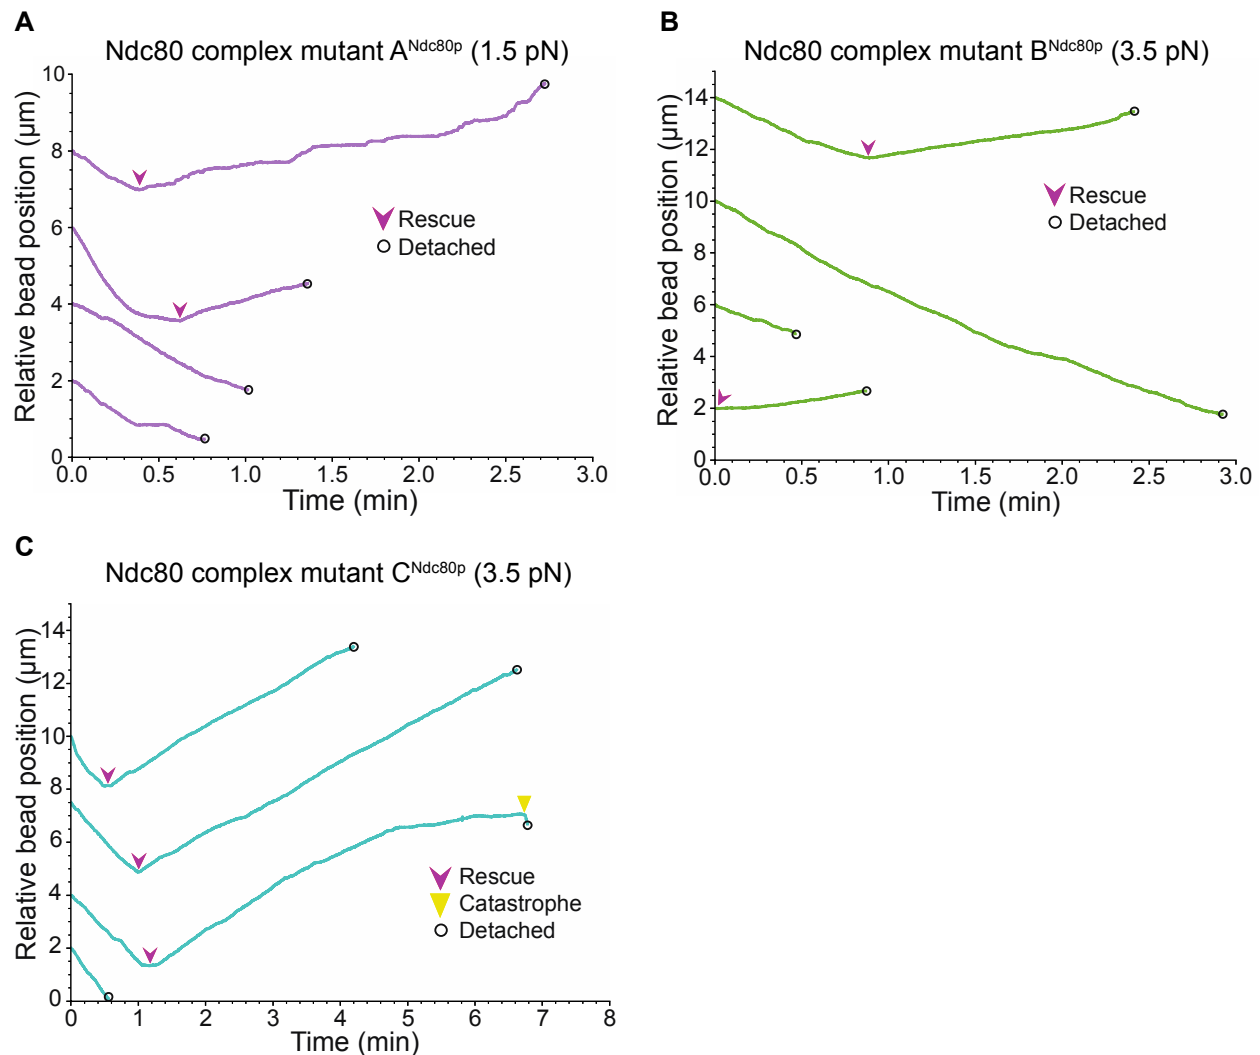 A
Ndc80 complex mutant A^Ndc80p (1.5 pN)
Relative bead position (µm)
10
8
6
4
2
0
Rescue
Detached
0.0 0.5 1.0 1.5 2.0 2.5 3.0
Time (min)
B
Ndc80 complex mutant B^Ndc80p (3.5 pN)
Relative bead position (µm)
14
12
10
8
6
4
2
0
Rescue
Detached
0.0 0.5 1.0 1.5 2.0 2.5 3.0
Time (min)
C
Ndc80 complex mutant C^Ndc80p (3.5 pN)
Relative bead position (µm)
14
12
10
8
6
4
2
0
Rescue
Catastrophe
Detached
0 1 2 3 4 5 6 7 8
Time (min)